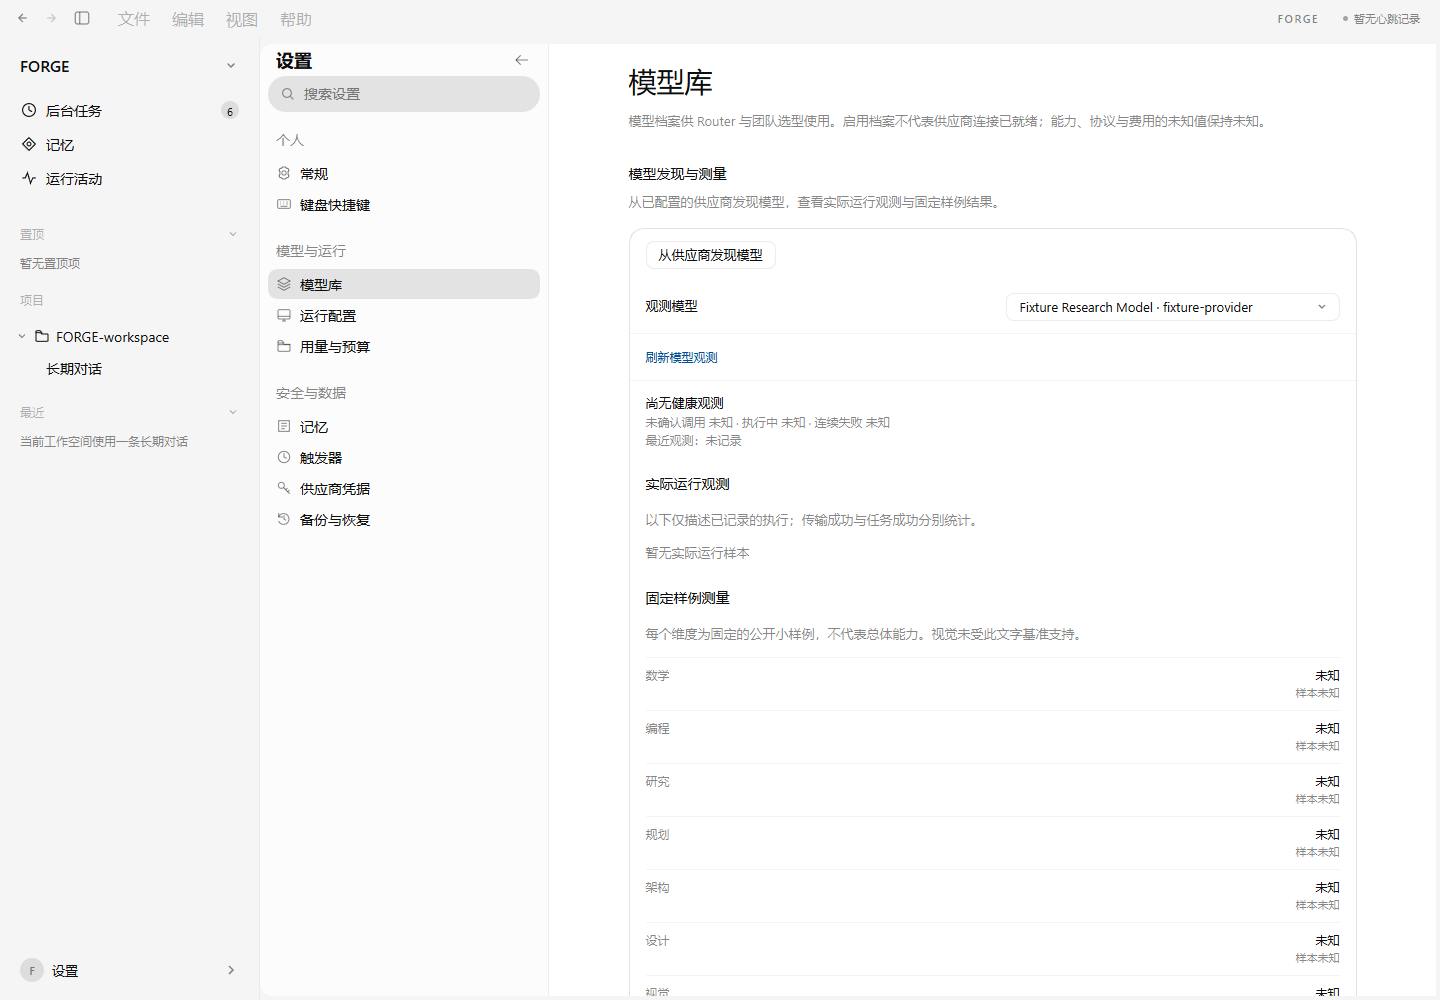 文件 编辑 视图 帮助
FORGE
暂无心跳记录
FORGE
后台任务 6
记忆
运行活动
置顶
暂无置顶项
项目
FORGE-workspace
长期对话
最近
当前工作空间使用一条长期对话
F 设置
设置
搜索设置
个人
常规
键盘快捷键
模型与运行
模型库
运行配置
用量与预算
安全与数据
记忆
触发器
供应商凭据
备份与恢复
模型库
模型档案供 Router 与团队选型使用。启用档案不代表供应商连接已就绪；能力、协议与费用的未知值保持未知。
模型发现与测量
从已配置的供应商发现模型，查看实际运行观测与固定样例结果。
从供应商发现模型
观测模型
Fixture Research Model · fixture-provider
刷新模型观测
尚无健康观测
未确认调用 未知 · 执行中 未知 · 连续失败 未知
最近观测：未记录
实际运行观测
以下仅描述已记录的执行；传输成功与任务成功分别统计。
暂无实际运行样本
固定样例测量
每个维度为固定的公开小样例，不代表总体能力。视觉未受此文字基准支持。
数学 未知
样本未知
编程 未知
样本未知
研究 未知
样本未知
规划 未知
样本未知
架构 未知
样本未知
设计 未知
样本未知
视觉 未知